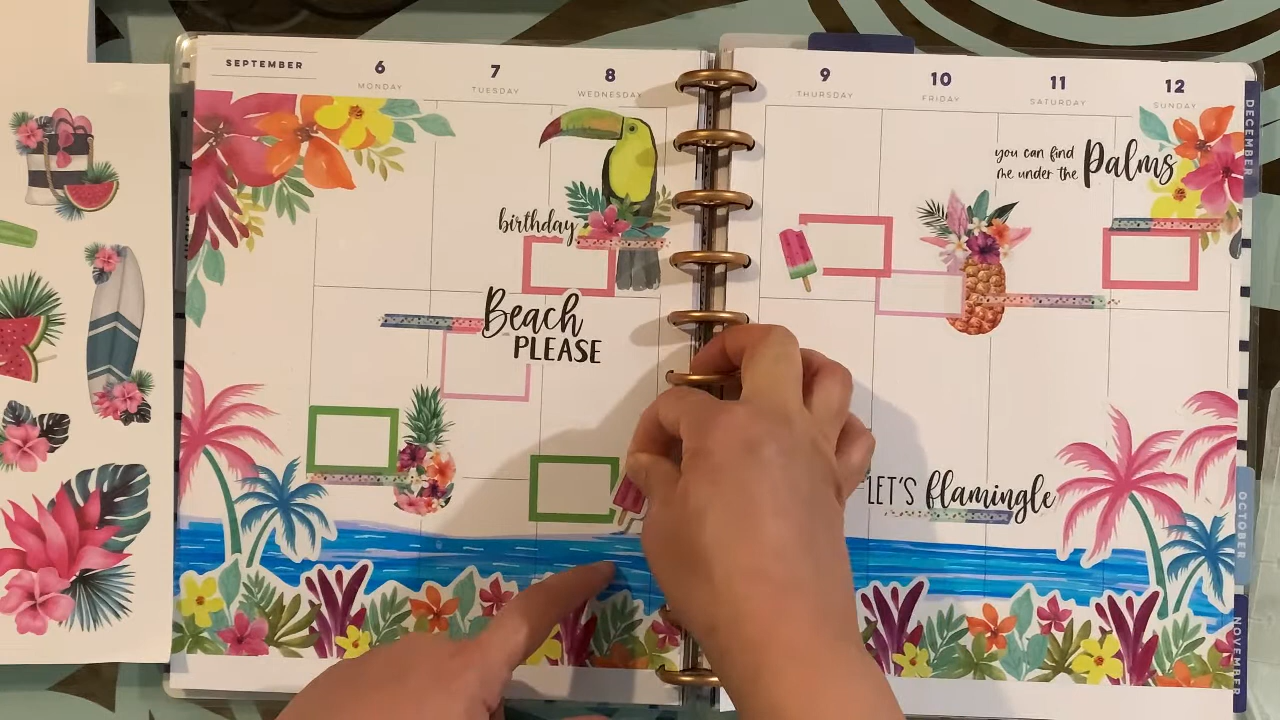 SEPTEMBER
6
MONDAY
7
TUESDAY
8
WEDNESDAY
9
THURSDAY
10
FRIDAY
11
SATURDAY
12
SUNDAY
birthday
Beach
PLEASE
you can find
me under the Palms
LET'S flamingle
DECEMBER
OCTOBER
NOVEMBER